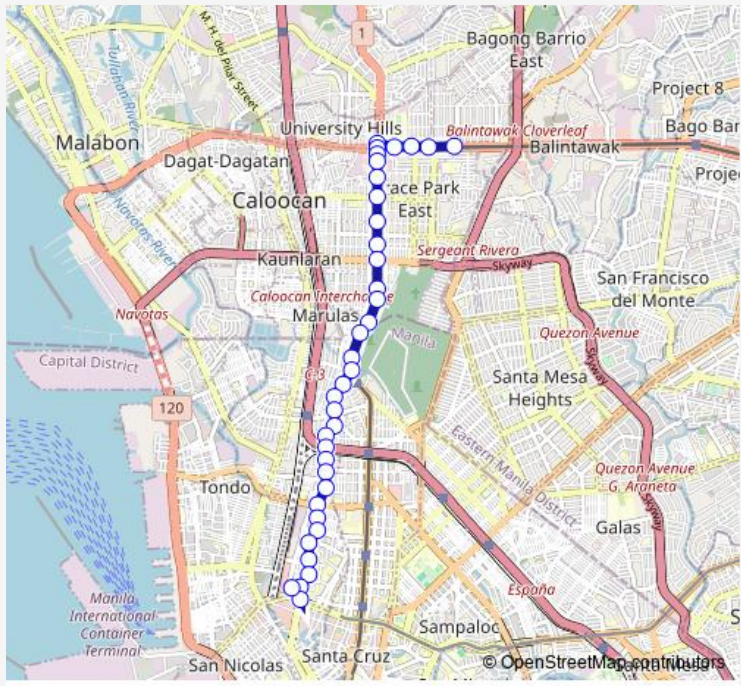 1
M. H. del Pilar Street
Bagong Barrio
East
Tullahan River
Project 8
University Hills
Balintawak Cloverleaf
Bago Bar
Malabon
Balintawak
Dagat-Dagatan
Proje
race Park
East
Caloocan
Navotas River
Sergeant Rivera
Kaunlaran
Skyway
San Francisco
del Monte
Caloocan Interchange
Navotas
Marulas
Manila
Quezon Avenue
Capital District
C-3
Skyway
Santa Mesa
Heights
120
Eastern Manila District
Quezon Avenue
G. Araneta
Tondo
Skyway
Galas
España
Manila
International
Container
Terminal
Sampaloc
S
San Nicolas
Santa Cruz
© OpenStreetMap contributors
Santa Mesa